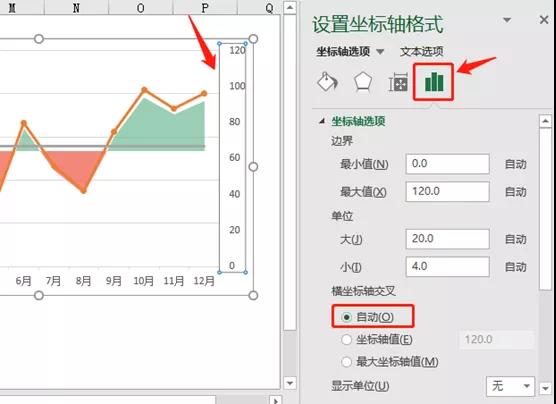 M N O P Q
120
100
80
60
40
20
0
6月 7月 8月 9月 10月 11月 12月
设置坐标轴格式
坐标轴选项 文本选项
坐标轴选项
边界
最小值(N) 0.0 自动
最大值(X) 120.0 自动
单位
大(J) 20.0 自动
小(I) 4.0 自动
横坐标轴交叉
自动(O)
坐标轴值(E) 120.0
最大坐标轴值(M)
显示单位(U) 无